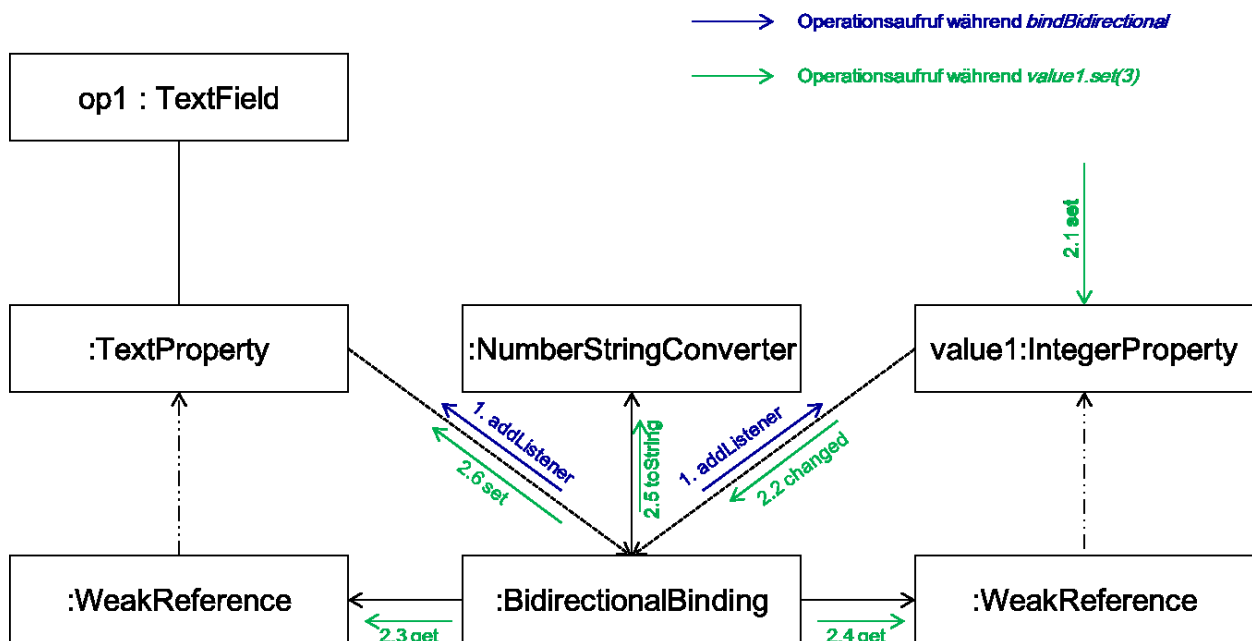 Operationsaufruf während bindBidirectional
Operationsaufruf während value1.set(3)
op1 : TextField
2.1 set
:TextProperty
:NumberStringConverter
value1:IntegerProperty
1. addListener
2.6 set
2.5 toString
1. addListener
2.2 changed
:WeakReference
:BidirectionalBinding
:WeakReference
2.3 get
2.4 get